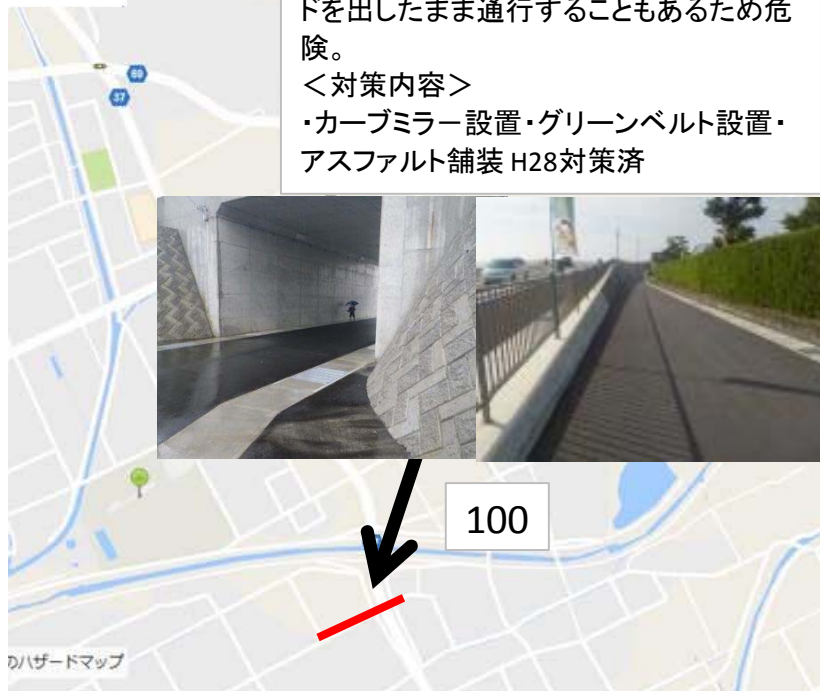 ドを出したまま通行することもあるため危
険。
＜対策内容＞
・カーブミラー設置・グリーンベルト設置・
アスファルト舗装 H28対策済
69
37
100
のハザードマップ